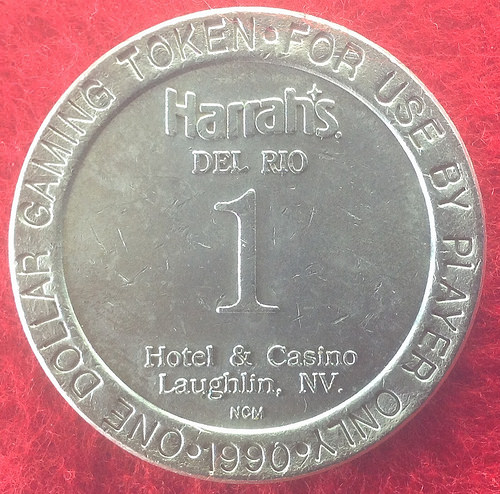 ONE DOLLAR GAMING TOKEN • FOR USE BY PLAYER ONLY •
Harrah's
DEL RIO
1
Hotel & Casino
Laughlin, NV.
NCM
• 1990 •